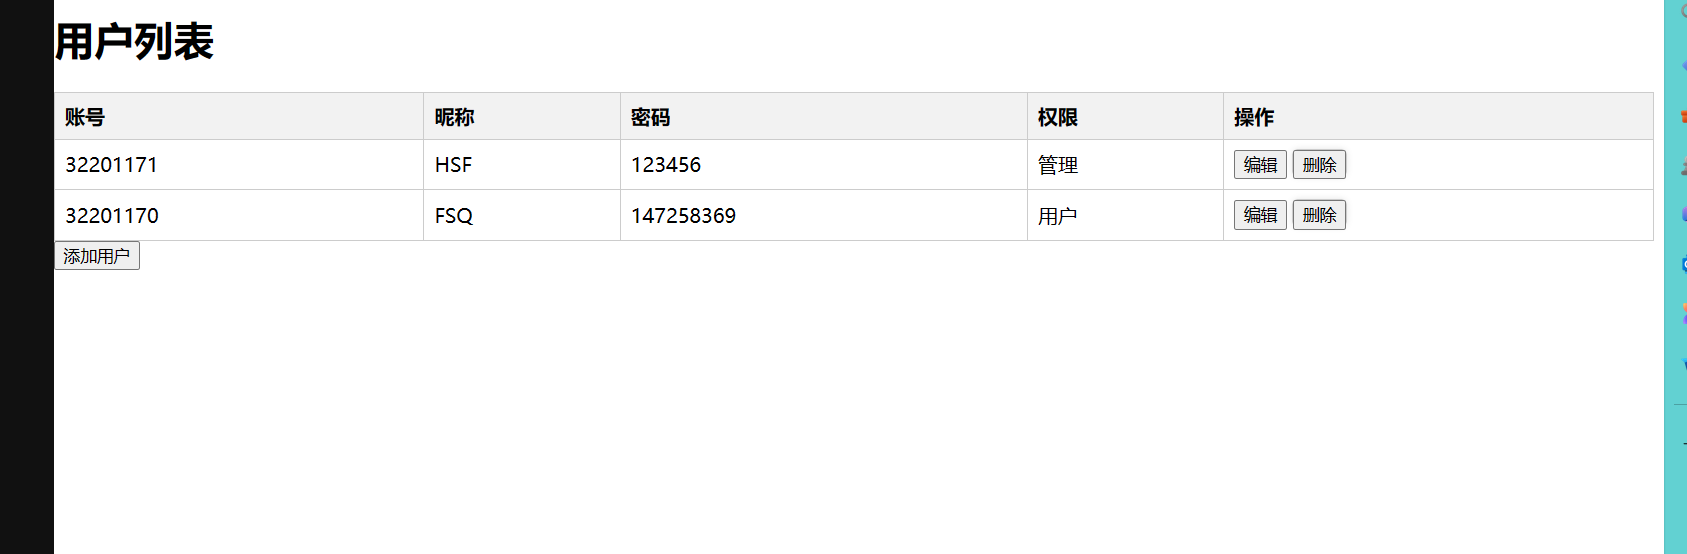 用户列表
账号 昵称 密码 权限 操作
32201171 HSF 123456 管理 编辑 删除
32201170 FSQ 147258369 用户 编辑 删除
添加用户